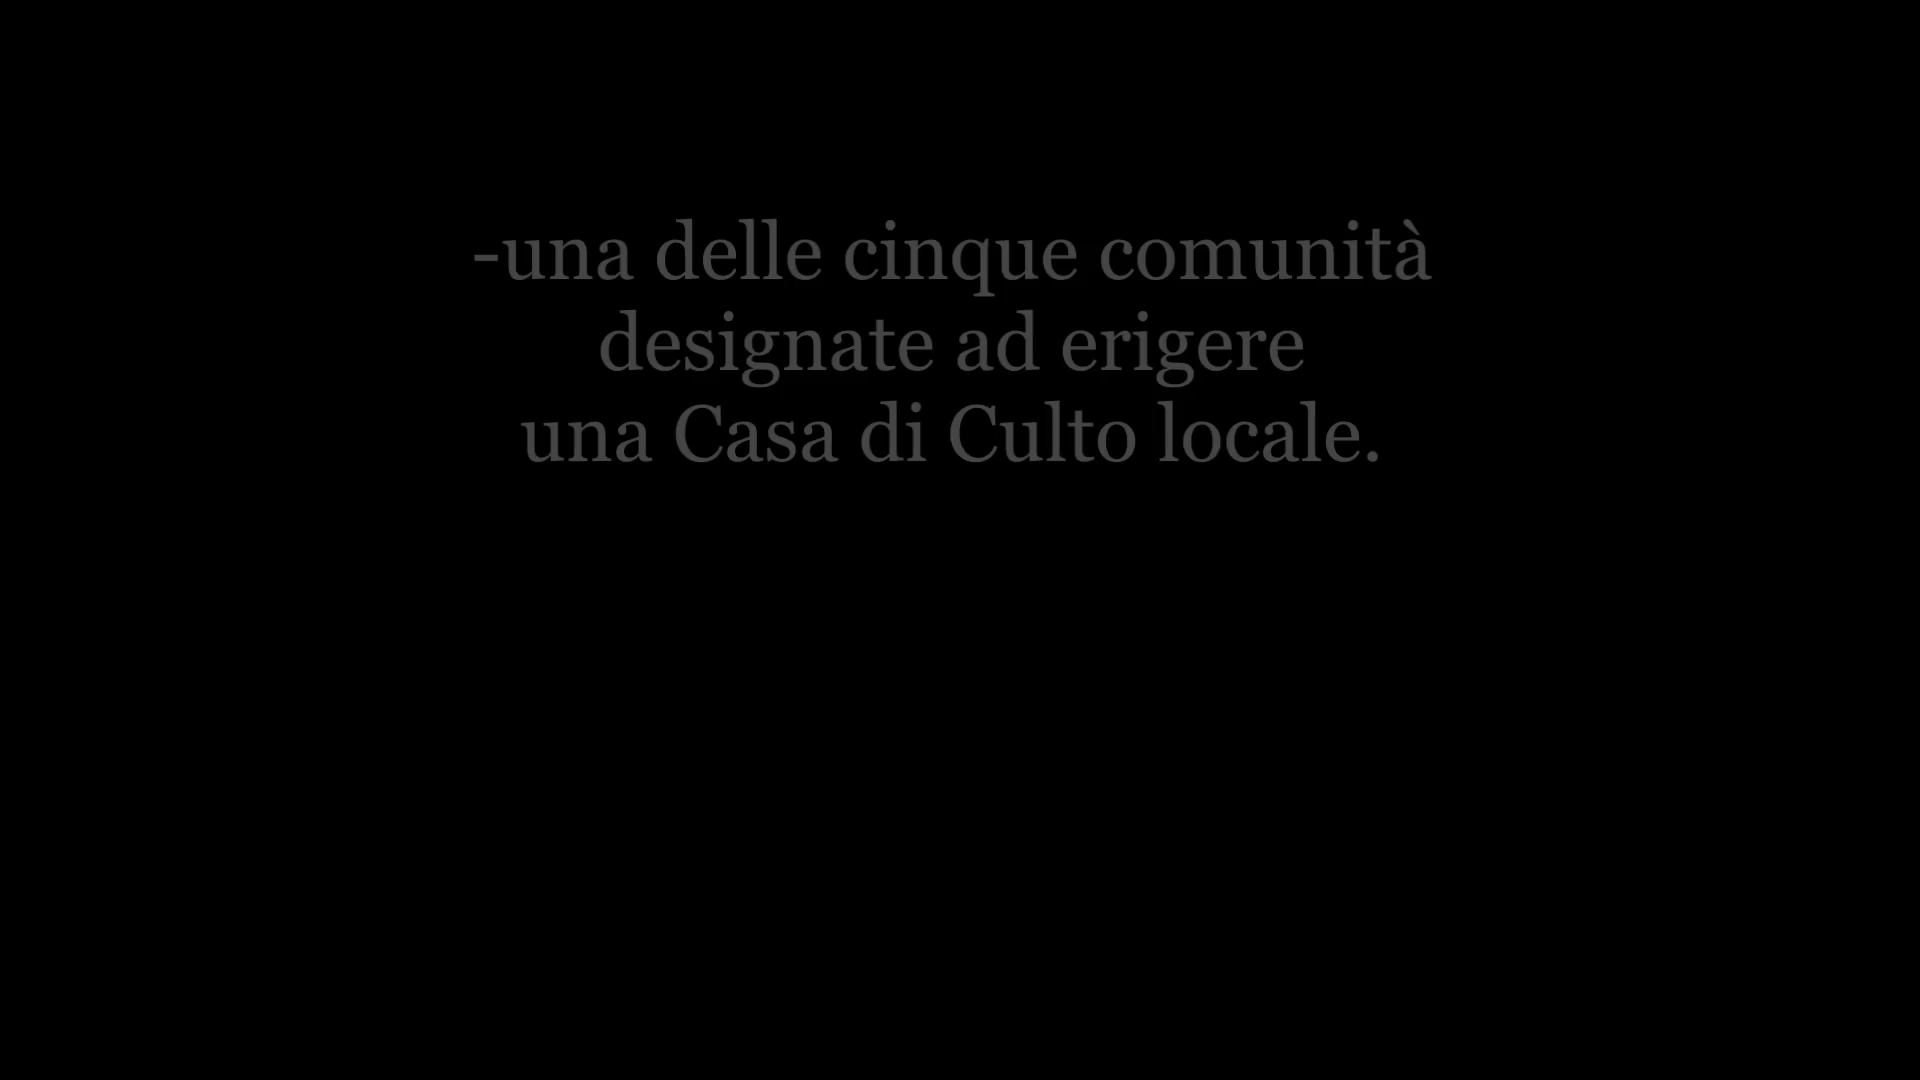 -una delle cinque comunità
designate ad erigere
una Casa di Culto locale.